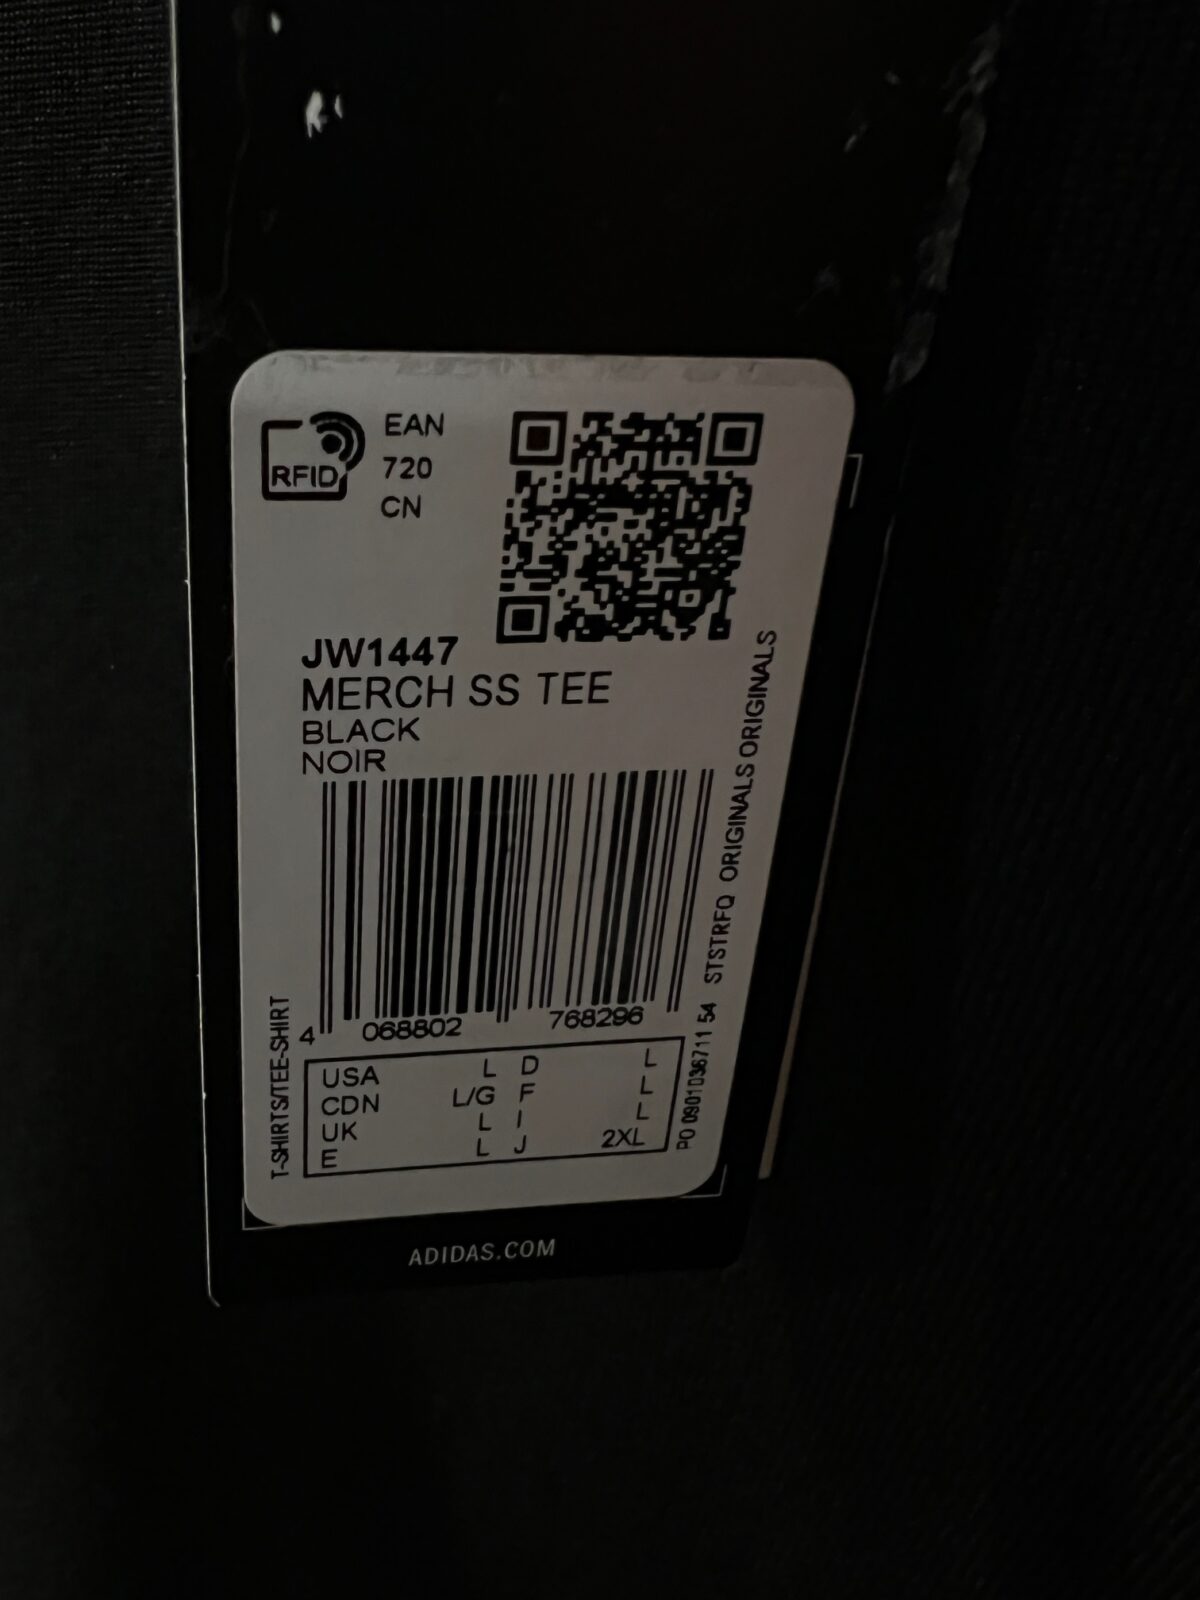 RFID
EAN
720
CN
JW1447
MERCH SS TEE
BLACK
NOIR
4 068802 768296
T-SHIRTS/TEE-SHIRT
USA L D L
CDN L/G F L
UK L I L
E L J 2XL
PO 0901036711 54 STSTRFQ ORIGINALS ORIGINALS
ADIDAS.COM